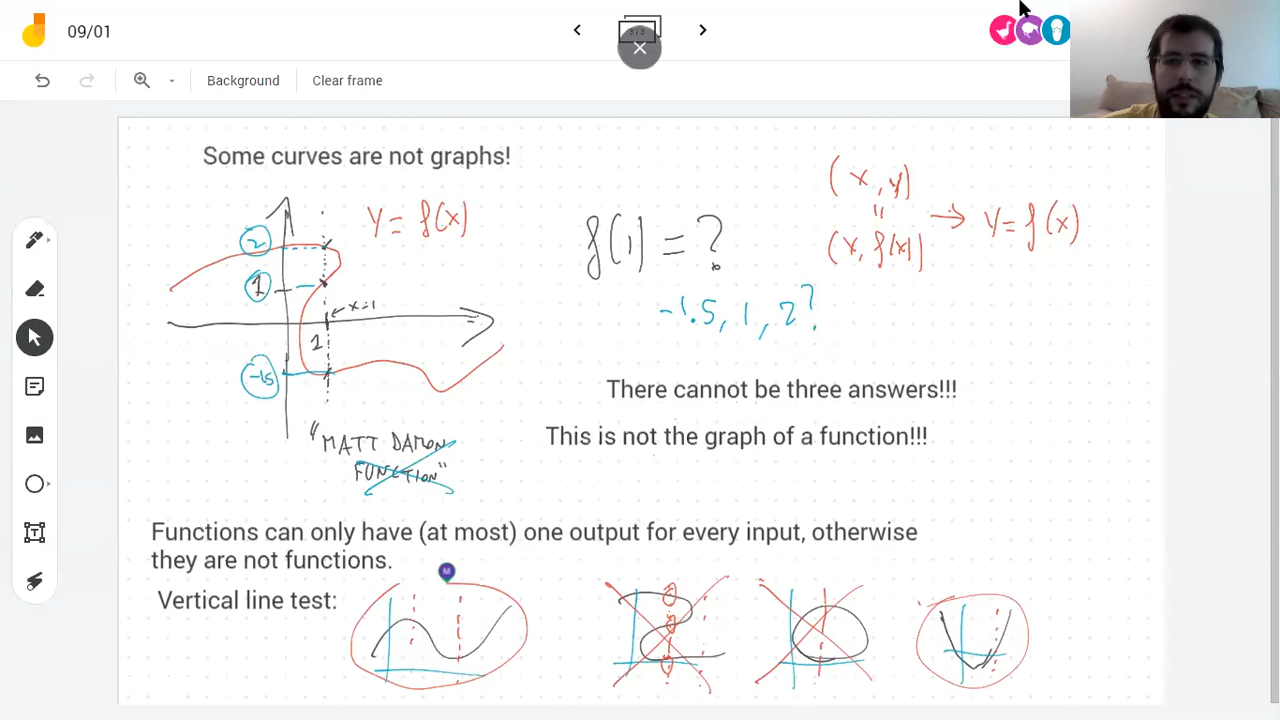 09/01
Background
Clear frame
Some curves are not graphs!
y = f(x)
2
1
x=1
1
-1.5
"MATT DAMON
FUNCTION"
f(1) = ?
-1.5, 1, 2?
(x, y)
"
(x, f(x)) → y = f(x)
There cannot be three answers!!!
This is not the graph of a function!!!
Functions can only have (at most) one output for every input, otherwise
they are not functions.
M
Vertical line test: